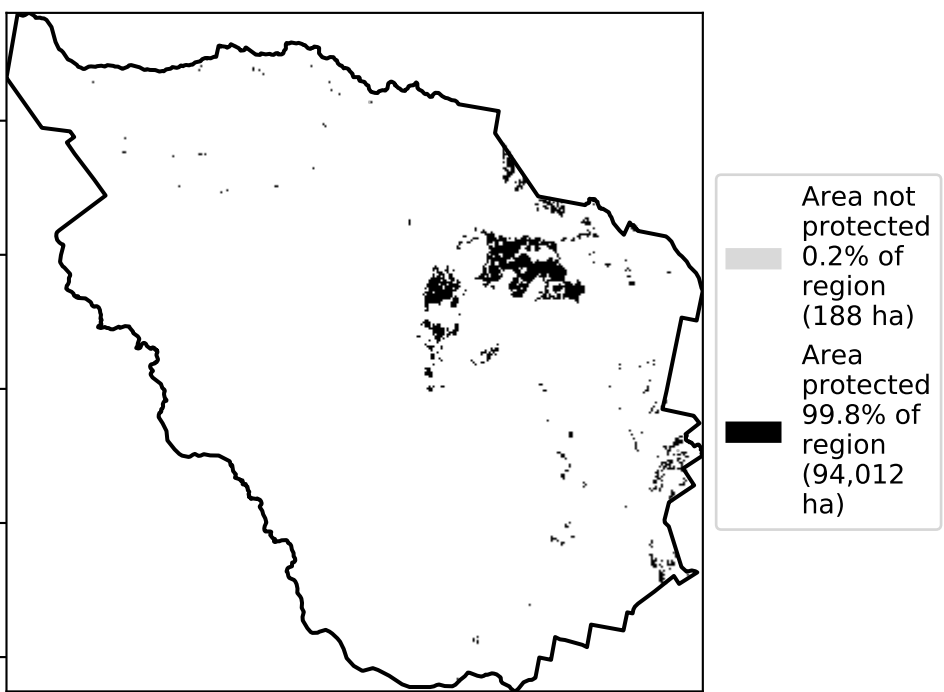 Area not
protected
0.2% of
region
(188 ha)
Area
protected
99.8% of
region
(94,012
ha)